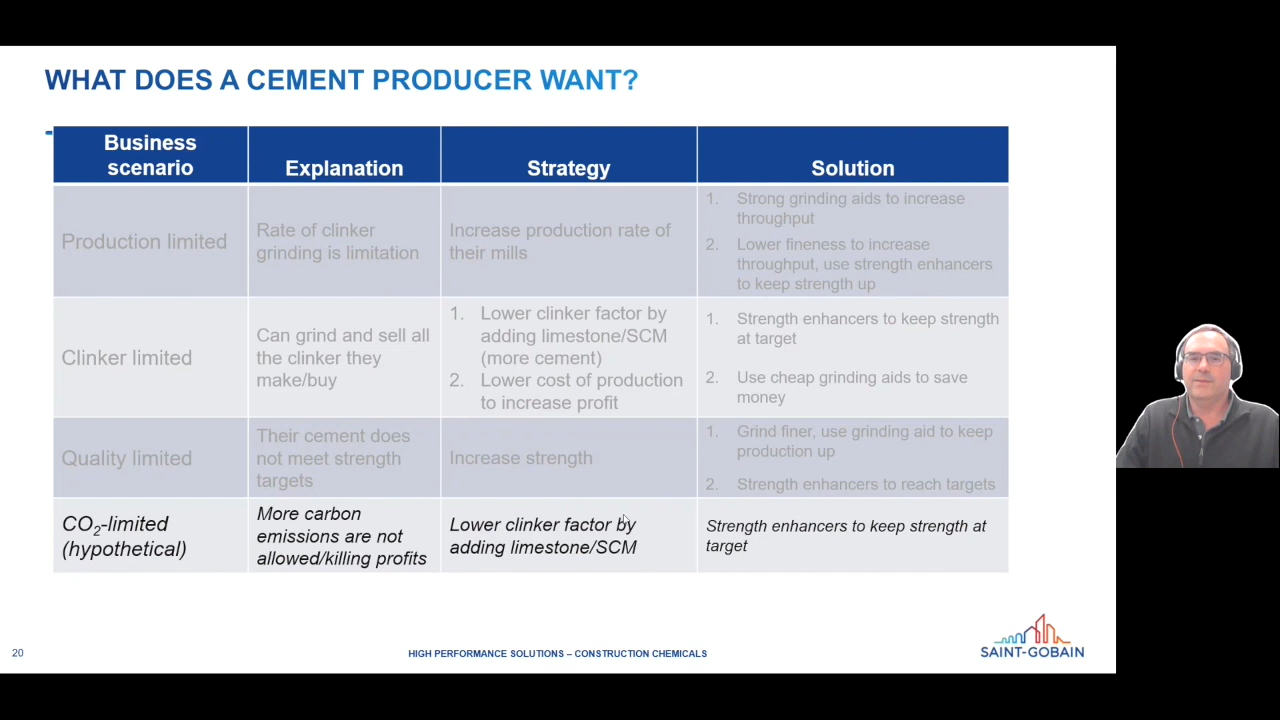 WHAT DOES A CEMENT PRODUCER WANT?
Business
scenario
Explanation
Strategy
Solution
Production limited
Rate of clinker
grinding is limitation
Increase production rate of
their mills
1. Strong grinding aids to increase
throughput
2. Lower fineness to increase
throughput, use strength enhancers
to keep strength up
Clinker limited
Can grind and sell all
the clinker they
make/buy
1. Lower clinker factor by
adding limestone/SCM
(more cement)
2. Lower cost of production
to increase profit
1. Strength enhancers to keep strength
at target
2. Use cheap grinding aids to save
money
Quality limited
Their cement does
not meet strength
targets
Increase strength
1. Grind finer, use grinding aid to keep
production up
2. Strength enhancers to reach targets
CO₂-limited
(hypothetical)
More carbon
emissions are not
allowed/killing profits
Lower clinker factor by
adding limestone/SCM
Strength enhancers to keep strength at
target
20
HIGH PERFORMANCE SOLUTIONS – CONSTRUCTION CHEMICALS
SAINT-GOBAIN